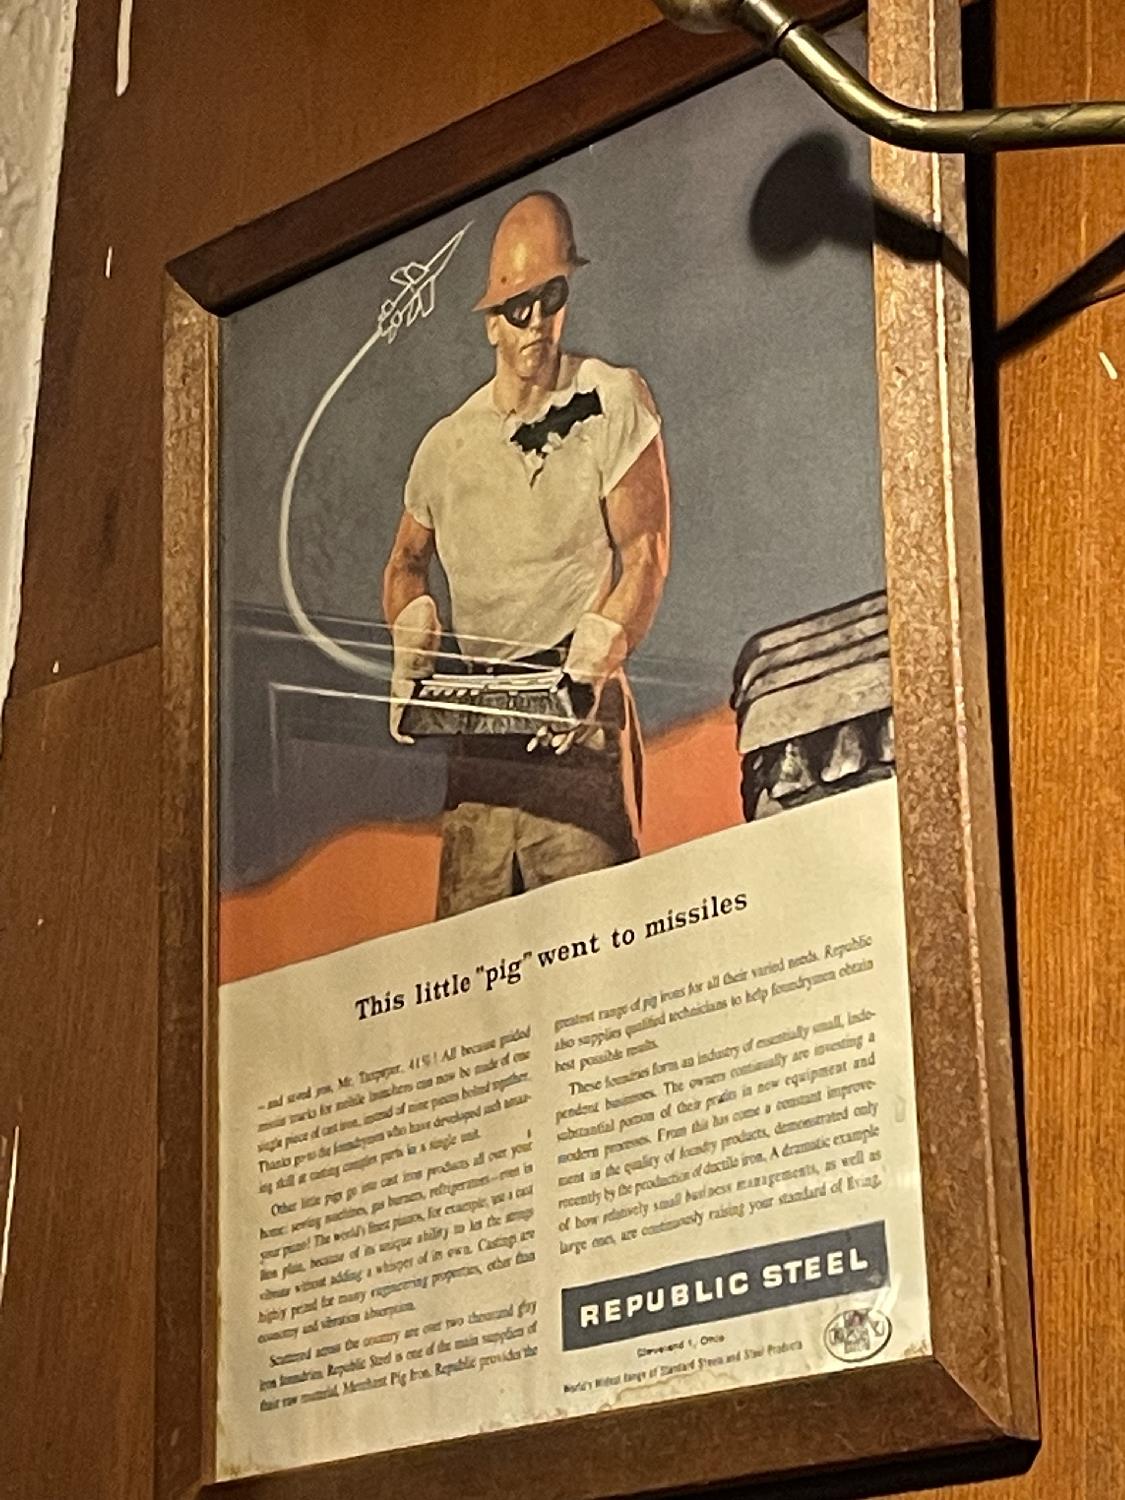 This little "pig" went to missiles
—and saved you, Mr. Taxpayer, 41%! All because guided
missile trucks for mobile launchers can now be made of one
single piece of cast iron, instead of nine pieces bolted together.
Thanks go to the foundrymen who have developed such amaz-
ing skill at casting complex parts in a single unit.
Other little pigs go into cast iron products all over your
home: sewing machines, gas burners, refrigerators—even in
your piano! The world's finest pianos, for example, use a cast
iron plate, because of its unique ability to let the strings
vibrate without adding a whisper of its own. Castings are
highly prized for many engineering properties, other than
economy and vibration absorption.
Scattered across the country are over two thousand gray
iron foundries. Republic Steel is one of the main suppliers of
their raw material, Merchant Pig Iron. Republic provides the
greatest range of pig irons for all their varied needs. Republic
also supplies qualified technicians to help foundrymen obtain
best possible results.
These foundries form an industry of essentially small, inde-
pendent businesses. The owners continually are investing a
substantial portion of their profits in new equipment and
modern processes. From this has come a constant improve-
ment in the quality of foundry products, demonstrated only
recently by the production of ductile iron. A dramatic example
of how relatively small business managements, as well as
large ones, are continuously raising your standard of living.
REPUBLIC STEEL
Cleveland 1, Ohio
World's Widest Range of Standard Steels and Steel Products